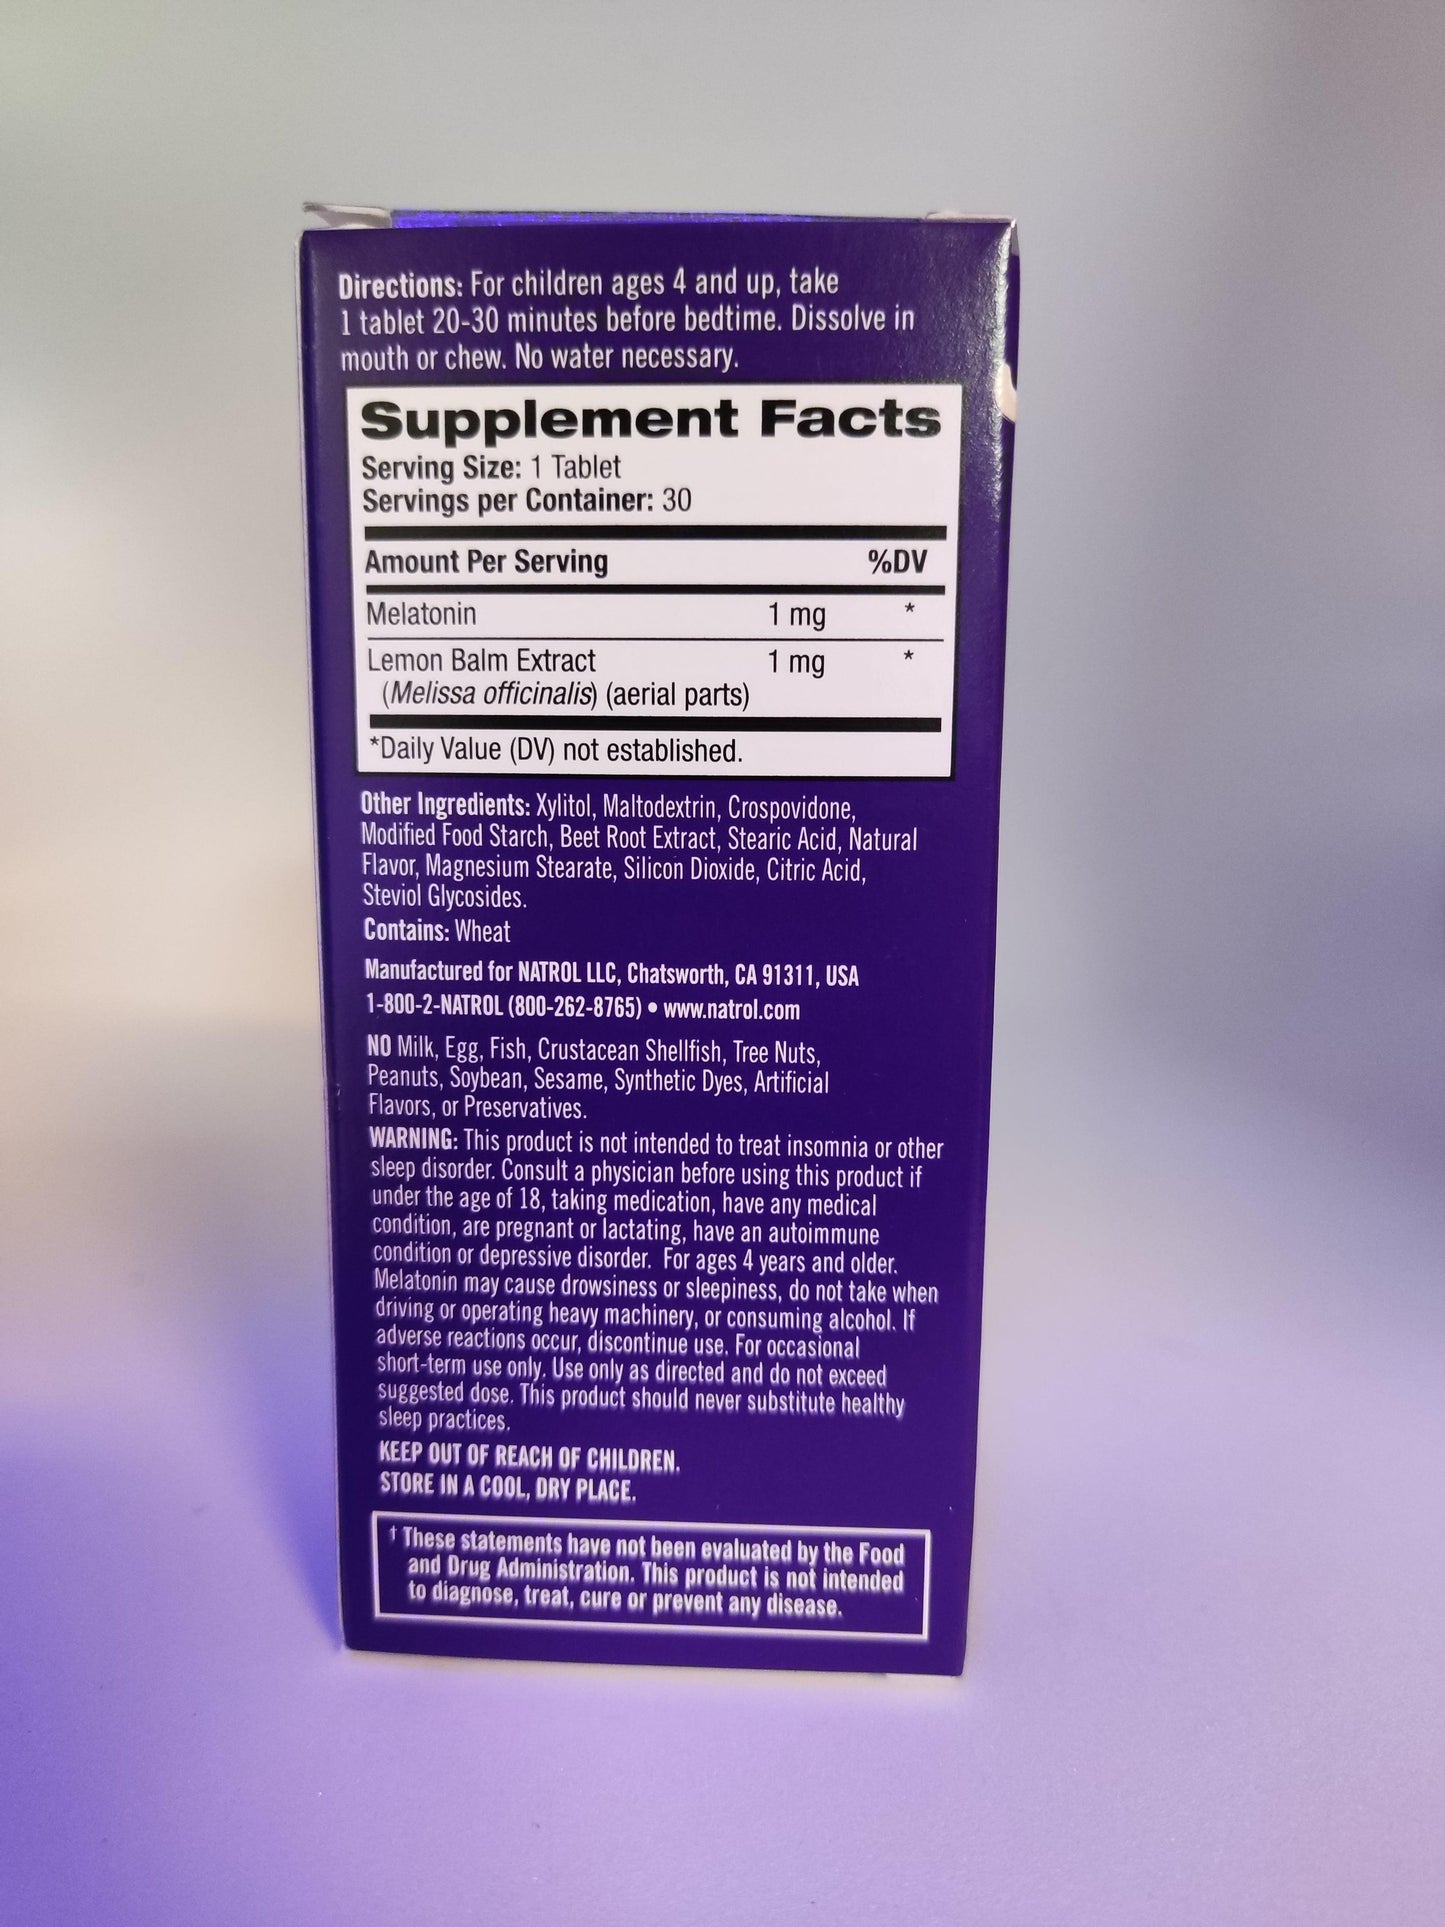 Directions: For children ages 4 and up, take
1 tablet 20-30 minutes before bedtime. Dissolve in
mouth or chew. No water necessary.
Supplement Facts
Serving Size: 1 Tablet
Servings per Container: 30
Amount Per Serving %DV
Melatonin 1 mg *
Lemon Balm Extract 1 mg *
(Melissa officinalis) (aerial parts)
*Daily Value (DV) not established.
Other Ingredients: Xylitol, Maltodextrin, Crospovidone,
Modified Food Starch, Beet Root Extract, Stearic Acid, Natural
Flavor, Magnesium Stearate, Silicon Dioxide, Citric Acid,
Steviol Glycosides.
Contains: Wheat
Manufactured for NATROL LLC, Chatsworth, CA 91311, USA
1-800-2-NATROL (800-262-8765) • www.natrol.com
NO Milk, Egg, Fish, Crustacean Shellfish, Tree Nuts,
Peanuts, Soybean, Sesame, Synthetic Dyes, Artificial
Flavors, or Preservatives.
WARNING: This product is not intended to treat insomnia or other
sleep disorder. Consult a physician before using this product if
under the age of 18, taking medication, have any medical
condition, are pregnant or lactating, have an autoimmune
condition or depressive disorder. For ages 4 years and older.
Melatonin may cause drowsiness or sleepiness, do not take when
driving or operating heavy machinery, or consuming alcohol. If
adverse reactions occur, discontinue use. For occasional
short-term use only. Use only as directed and do not exceed
suggested dose. This product should never substitute healthy
sleep practices.
KEEP OUT OF REACH OF CHILDREN.
STORE IN A COOL, DRY PLACE.
† These statements have not been evaluated by the Food
and Drug Administration. This product is not intended
to diagnose, treat, cure or prevent any disease.